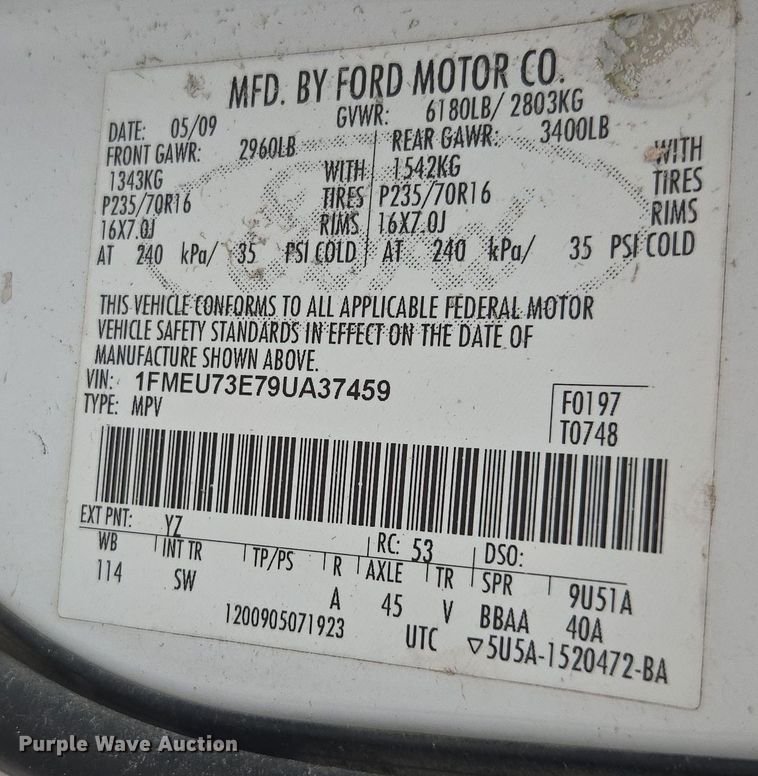 MFD. BY FORD MOTOR CO.
DATE: 05/09 GVWR: 6180LB/ 2803KG
FRONT GAWR: 2960LB REAR GAWR: 3400LB
1343KG WITH 1542KG WITH
P235/70R16 TIRES P235/70R16 TIRES
16X7.0J RIMS 16X7.0J RIMS
AT 240 kPa/ 35 PSI COLD AT 240 kPa/ 35 PSI COLD
THIS VEHICLE CONFORMS TO ALL APPLICABLE FEDERAL MOTOR
VEHICLE SAFETY STANDARDS IN EFFECT ON THE DATE OF
MANUFACTURE SHOWN ABOVE.
VIN: 1FMEU73E79UA37459
TYPE: MPV
F0197
T0748
EXT PNT: YZ RC: 53 DSO:
WB INT TR TP/PS R AXLE TR SPR 9U51A
114 SW A 45 V BBAA 40A
1200905071923 UTC ▽5U5A-1520472-BA
Purple Wave Auction